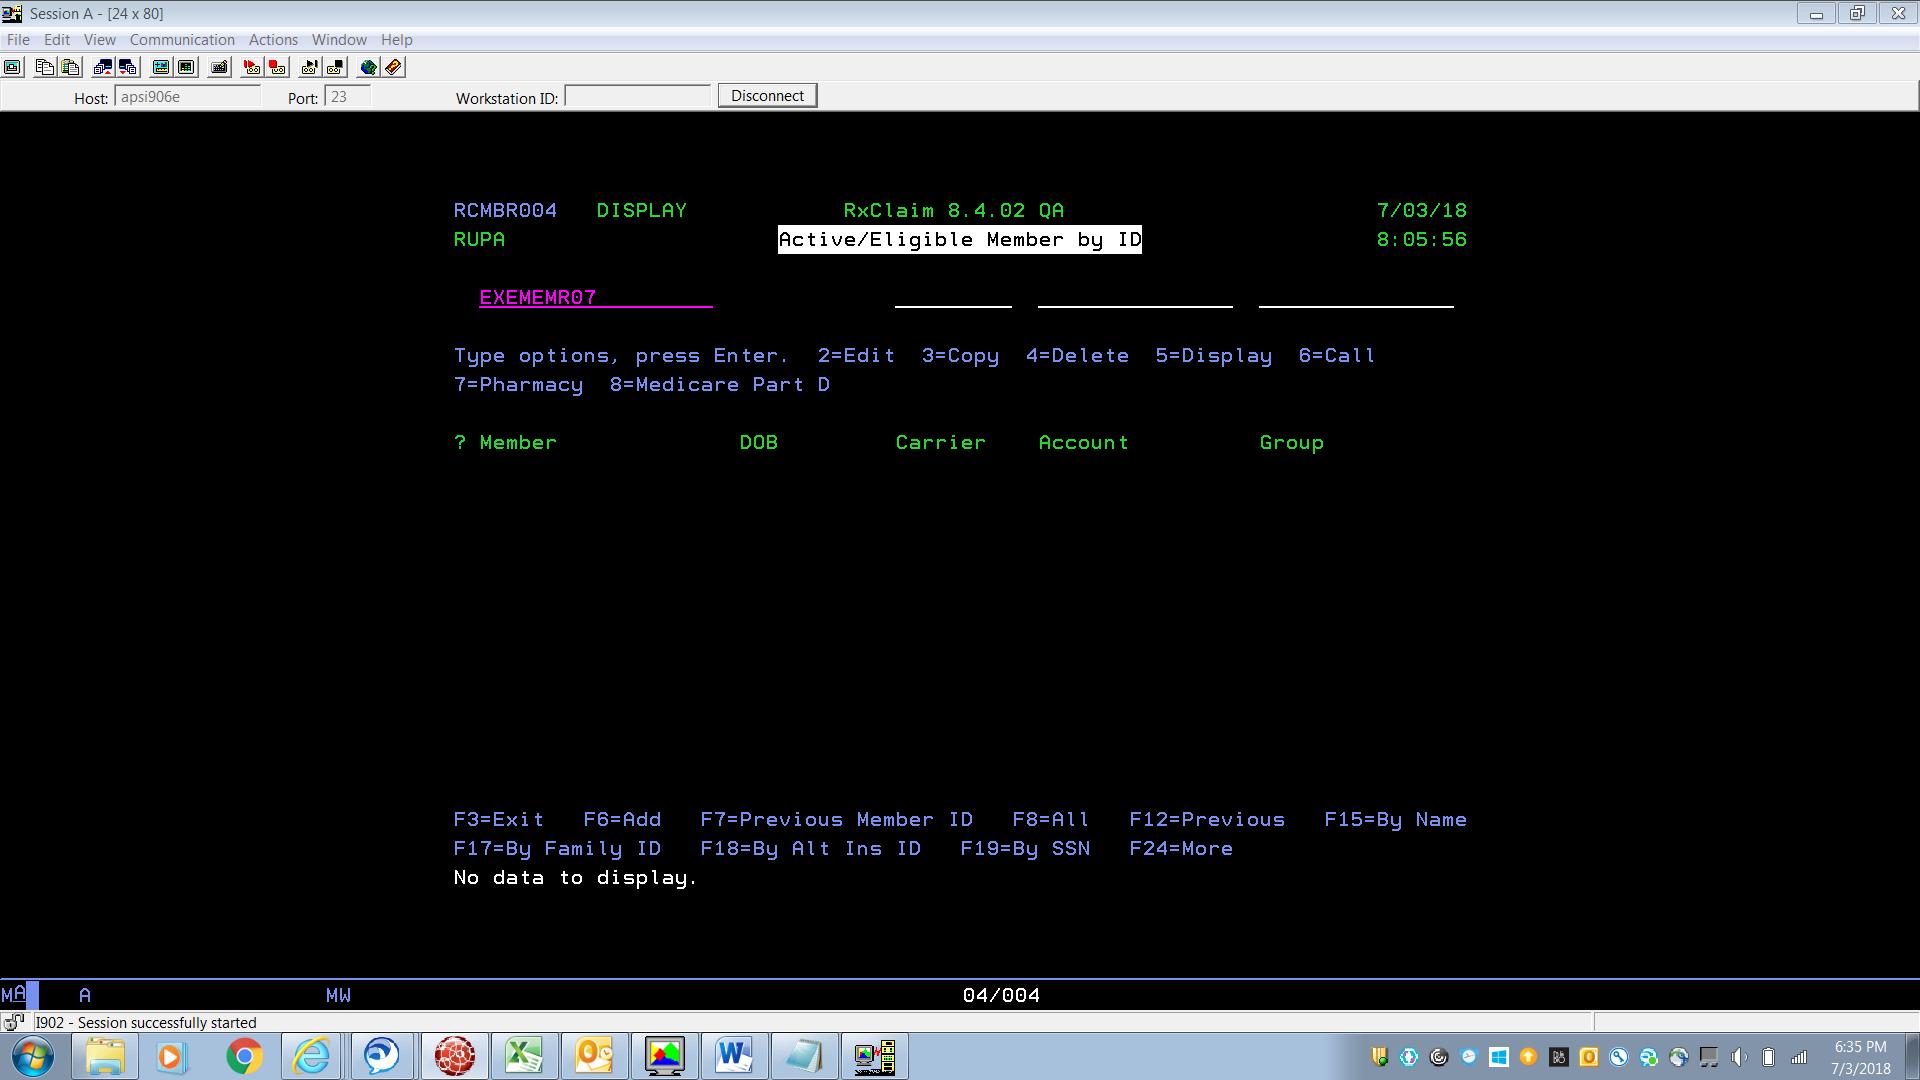 Session A - [24 x 80]
File Edit View Communication Actions Window Help
Host: apsi906e Port: 23 Workstation ID: Disconnect
RCMBR004 DISPLAY RxClaim 8.4.02 QA 7/03/18
RUPA Active/Eligible Member by ID 8:05:56
EXEMEMR07
Type options, press Enter. 2=Edit 3=Copy 4=Delete 5=Display 6=Call
7=Pharmacy 8=Medicare Part D
? Member DOB Carrier Account Group
F3=Exit F6=Add F7=Previous Member ID F8=All F12=Previous F15=By Name
F17=By Family ID F18=By Alt Ins ID F19=By SSN F24=More
No data to display.
MA A MW 04/004
I902 - Session successfully started
6:35 PM
7/3/2018